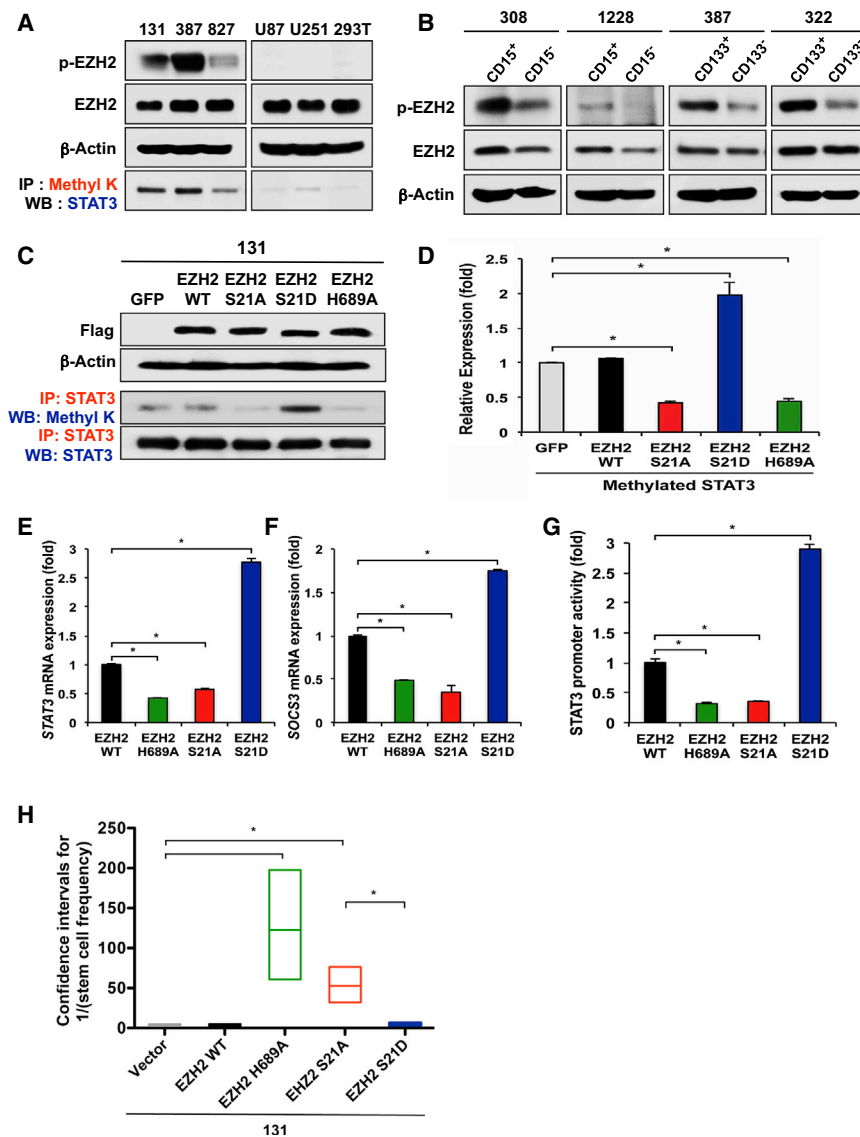 A
131 387 827 U87 U251 293T
p-EZH2
EZH2
β-Actin
IP : Methyl K
WB : STAT3
B
308 1228 387 322
CD15+ CD15- CD15+ CD15- CD133+ CD133- CD133+ CD133-
p-EZH2
EZH2
β-Actin
C
131
GFP EZH2 WT EZH2 S21A EZH2 S21D EZH2 H689A
Flag
β-Actin
IP: STAT3
WB: Methyl K
IP: STAT3
WB: STAT3
D
Relative Expression (fold)
2.5
2
1.5
1
0.5
0
* * *
GFP EZH2 WT EZH2 S21A EZH2 S21D EZH2 H689A
Methylated STAT3
E
STAT3 mRNA expression (fold)
3
2.5
2
1.5
1
0.5
0
* * *
EZH2 WT EZH2 H689A EZH2 S21A EZH2 S21D
F
SOCS3 mRNA expression (fold)
2
1.5
1
0.5
0
* * *
EZH2 WT EZH2 H689A EZH2 S21A EZH2 S21D
G
STAT3 promoter activity (fold)
3
2.5
2
1.5
1
0.5
0
* * *
EZH2 WT EZH2 H689A EZH2 S21A EZH2 S21D
H
Confidence intervals for
1/(stem cell frequency)
250
200
150
100
50
0
* *
Vector EZH2 WT EZH2 H689A EHZ2 S21A EZH2 S21D
131